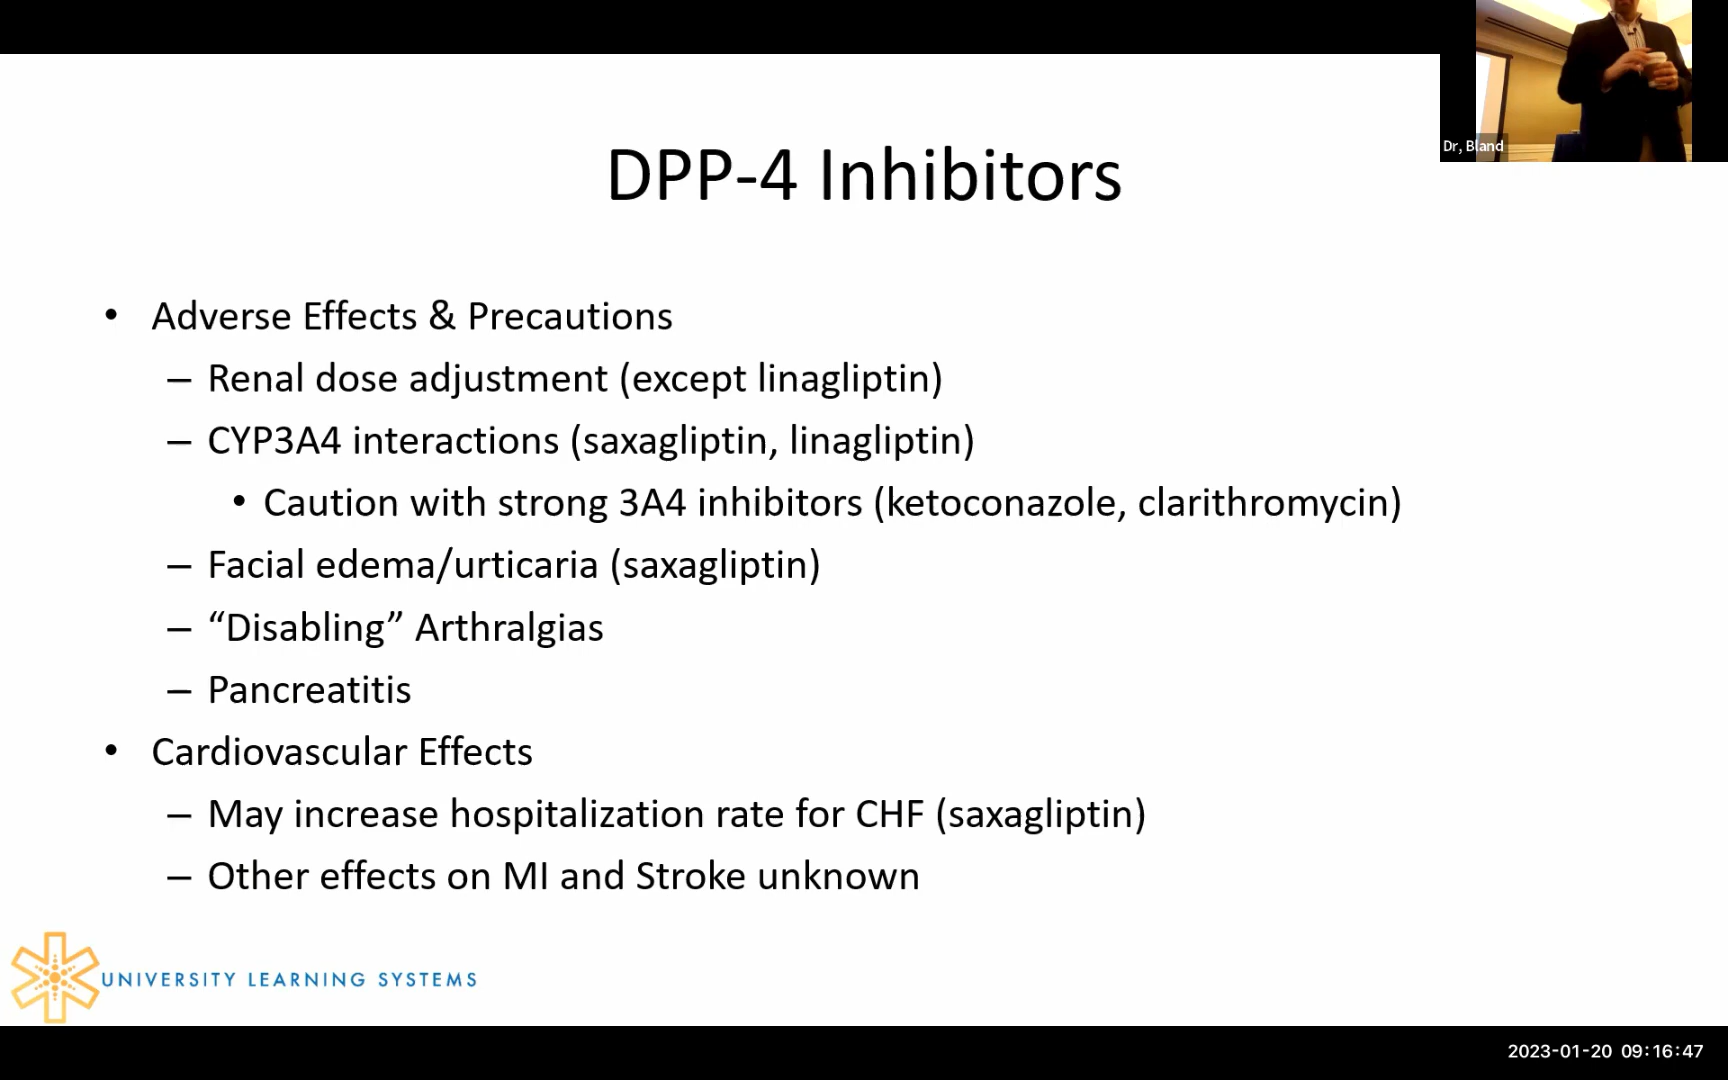 Dr, Bland
DPP-4 Inhibitors
• Adverse Effects & Precautions
– Renal dose adjustment (except linagliptin)
– CYP3A4 interactions (saxagliptin, linagliptin)
• Caution with strong 3A4 inhibitors (ketoconazole, clarithromycin)
– Facial edema/urticaria (saxagliptin)
– “Disabling” Arthralgias
– Pancreatitis
• Cardiovascular Effects
– May increase hospitalization rate for CHF (saxagliptin)
– Other effects on MI and Stroke unknown
UNIVERSITY LEARNING SYSTEMS
2023-01-20 09:16:47